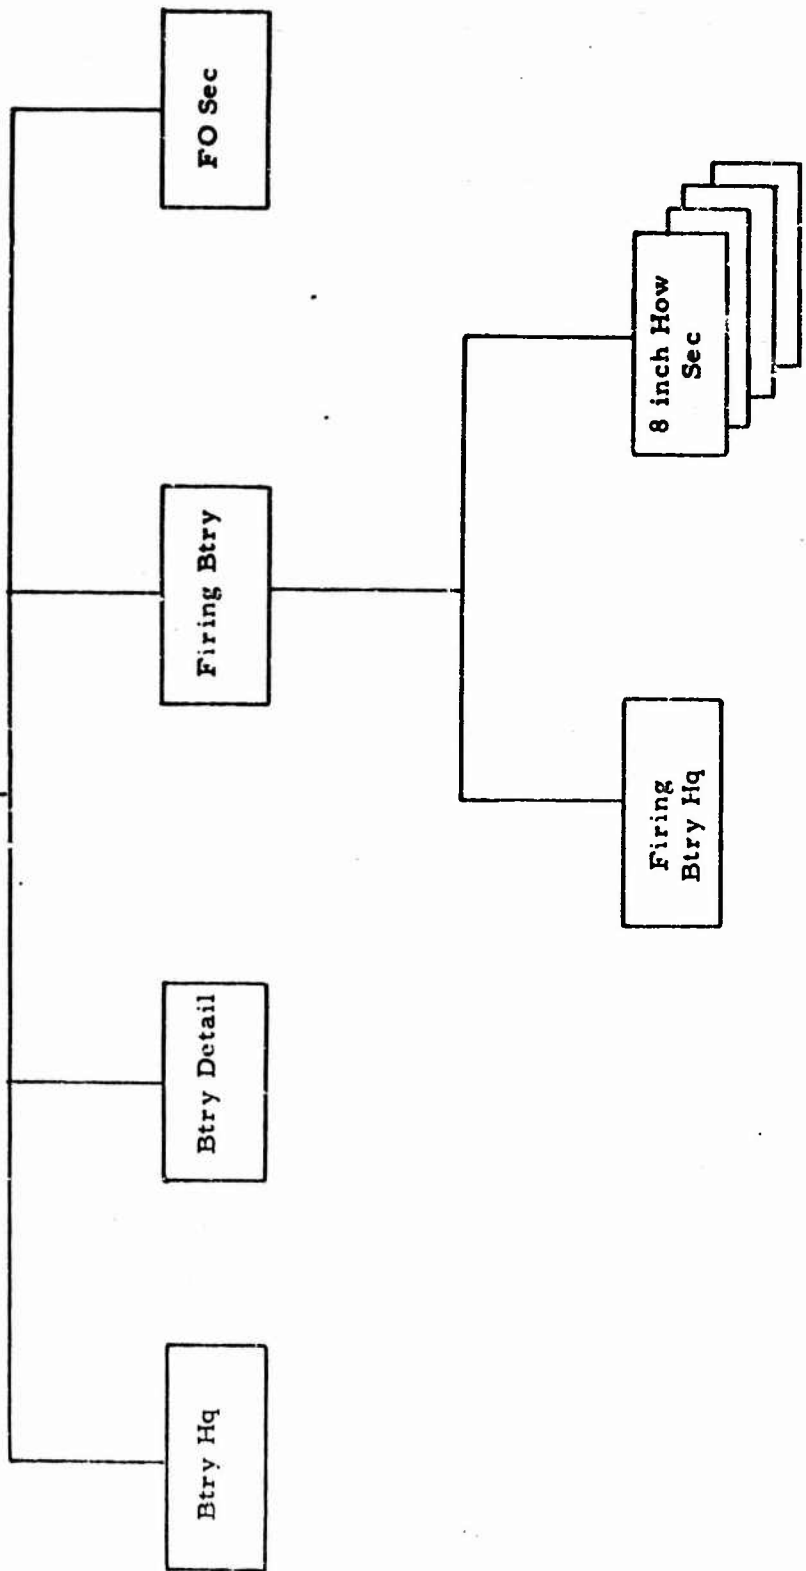 Btry Hq
Btry Detail
Firing Btry
FO Sec
Firing
Btry Hq
8 inch How
Sec